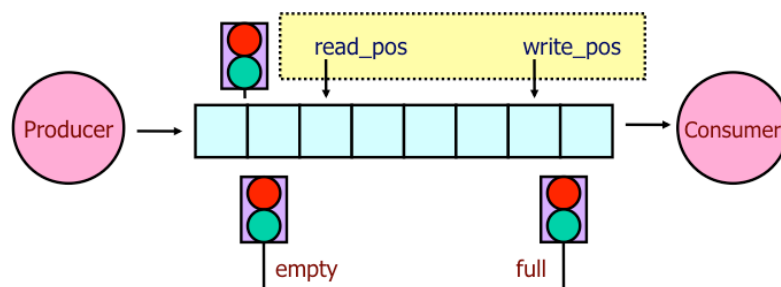 read_pos write_pos
Producer
Consumer
empty
full